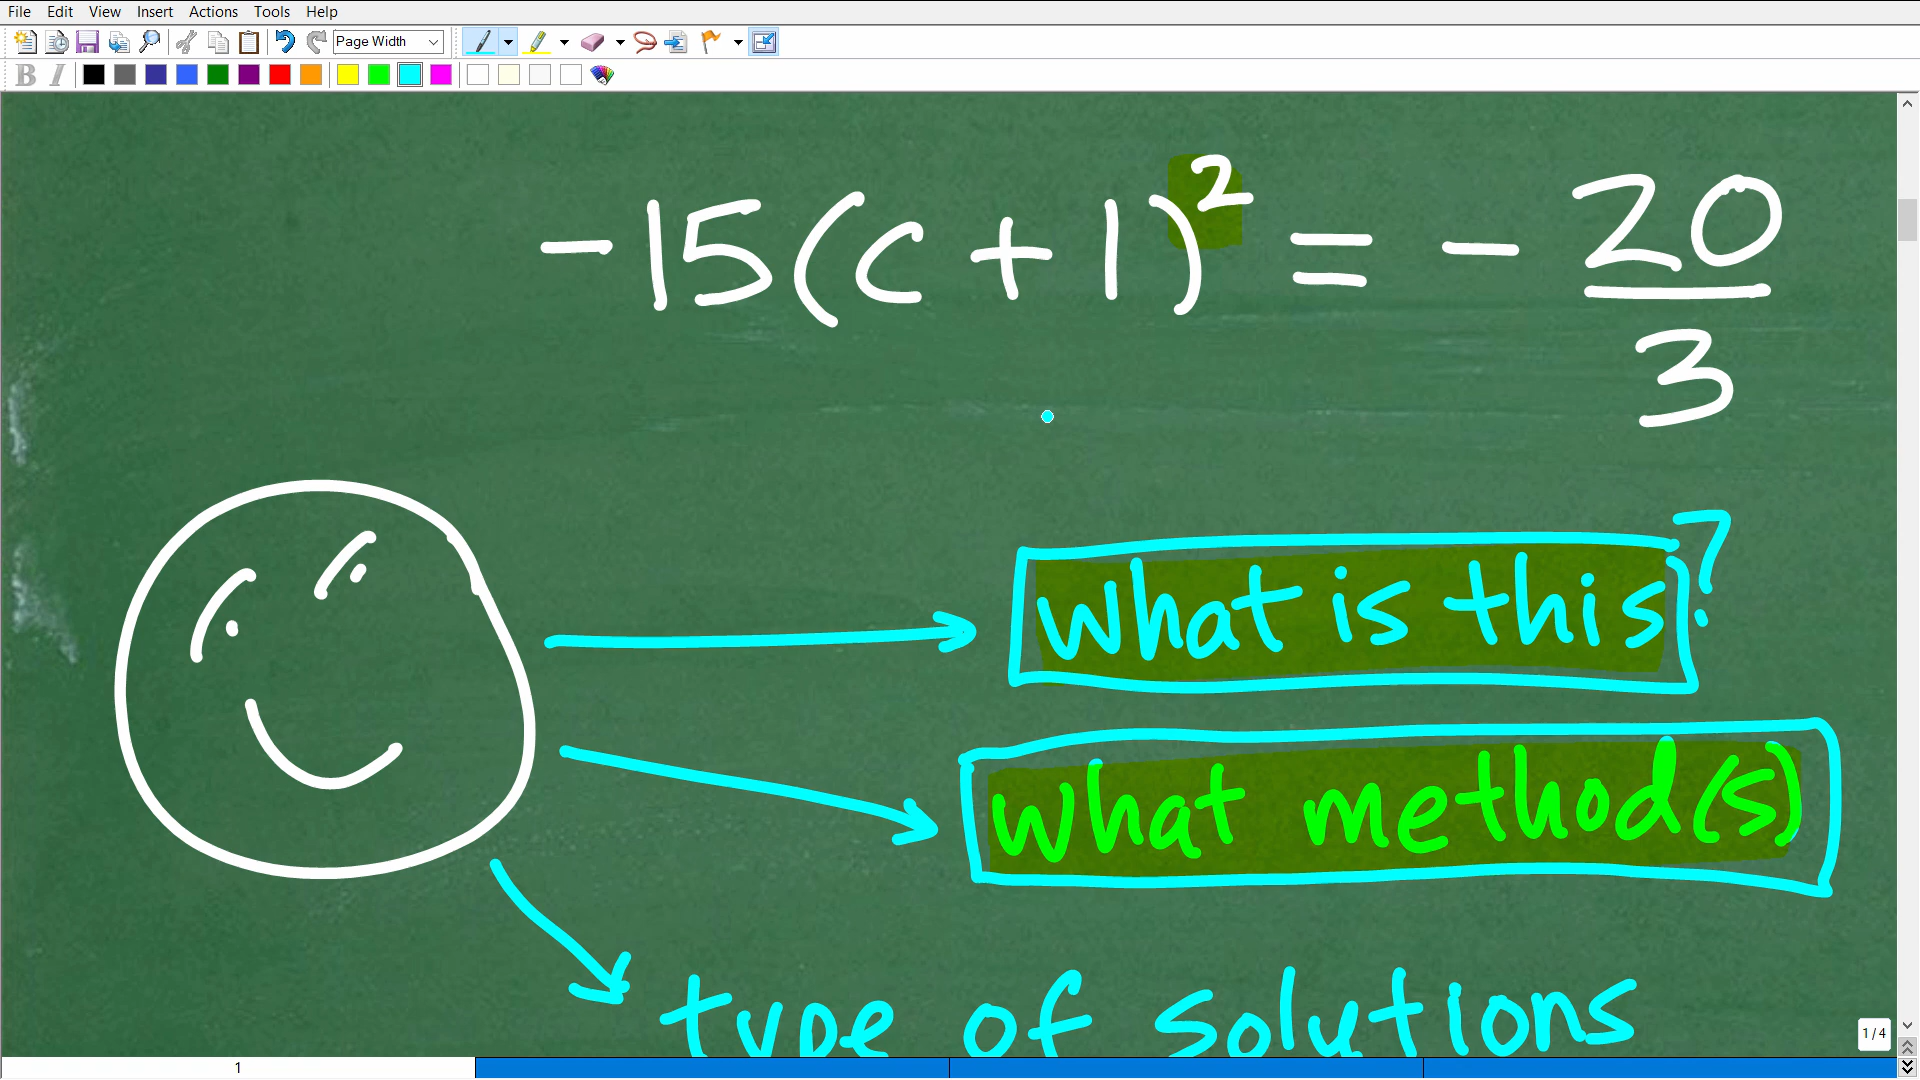 File Edit View Insert Actions Tools Help
Page Width
B I
-15(c+1)² = - 20/3
What is this?
What method(s)
type of solutions
1 / 4
1